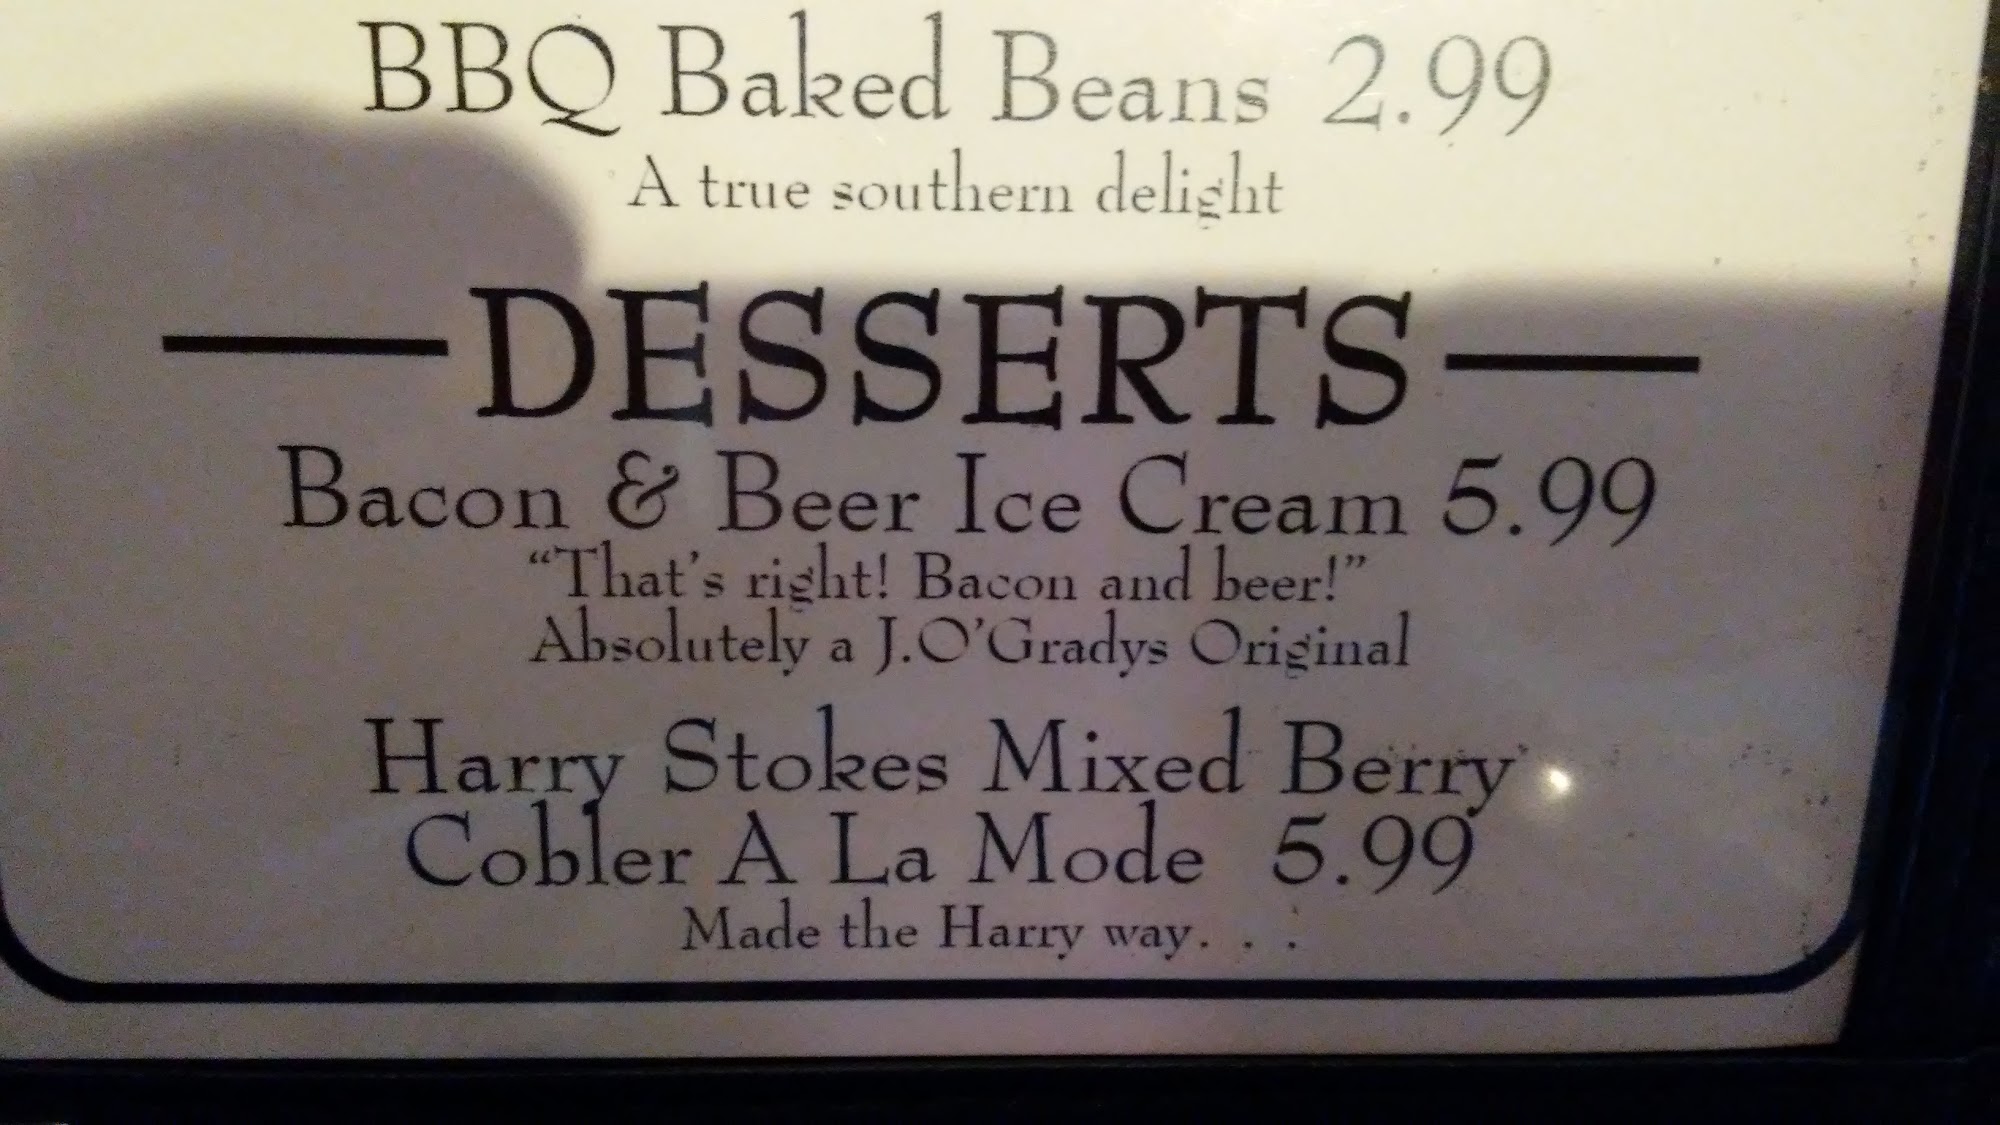 BBQ Baked Beans 2.99
A true southern delight
DESSERTS
Bacon & Beer Ice Cream 5.99
“That’s right! Bacon and beer!”
Absolutely a J.O’Gradys Original
Harry Stokes Mixed Berry
Cobler A La Mode 5.99
Made the Harry way. . .